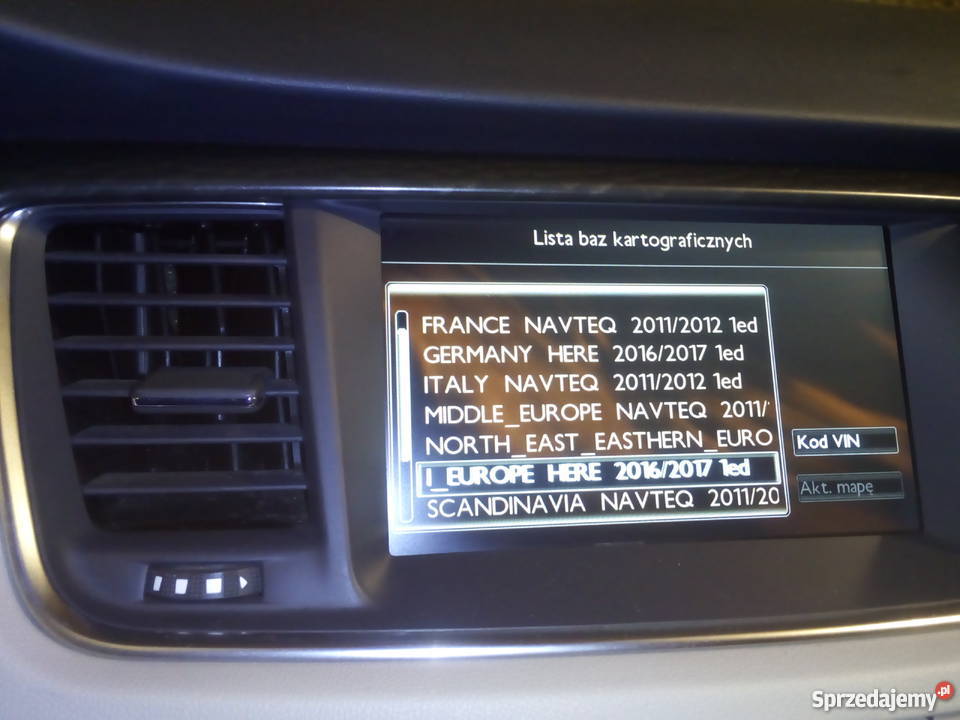 Lista baz kartograficznych
FRANCE NAVTEQ 2011/2012 1ed
GERMANY HERE 2016/2017 1ed
ITALY NAVTEQ 2011/2012 1ed
MIDDLE_EUROPE NAVTEQ 2011/
NORTH_EAST_EASTHERN_EURO
I_EUROPE HERE 2016/2017 1ed
SCANDINAVIA NAVTEQ 2011/20
Kod VIN
Akt. mapę
Sprzedajemy.pl